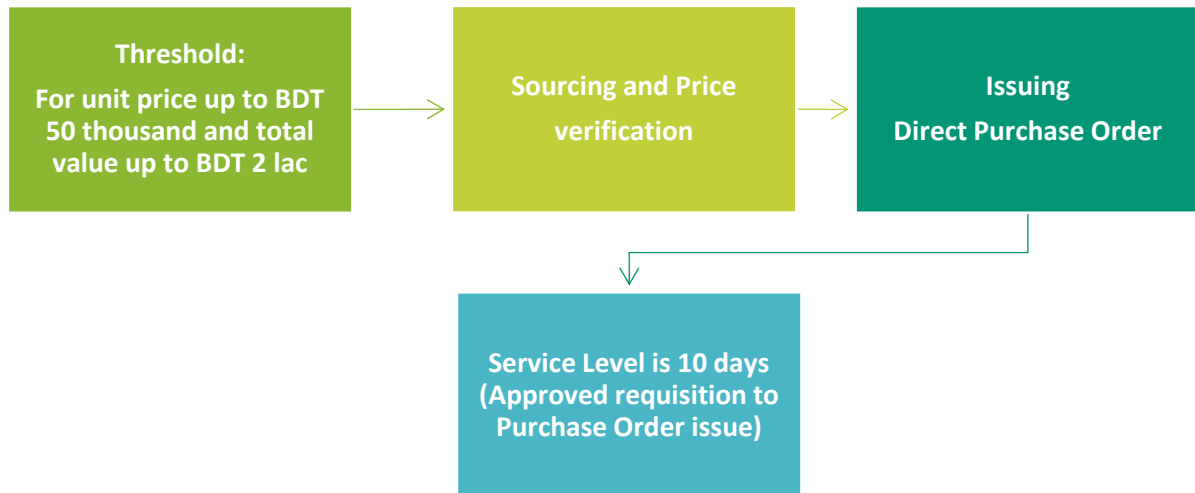 Threshold:
For unit price up to BDT
50 thousand and total
value up to BDT 2 lac
Sourcing and Price
verification
Issuing
Direct Purchase Order
Service Level is 10 days
(Approved requisition to
Purchase Order issue)